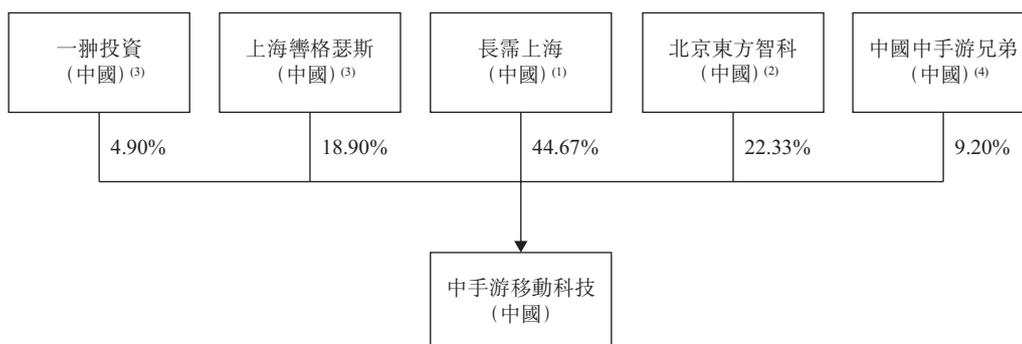 一翀投資
（中國）(3)
上海轡格瑟斯
（中國）(3)
長霈上海
（中國）(1)
北京東方智科
（中國）(2)
中國中手游兄弟
（中國）(4)
4.90%
18.90%
44.67%
22.33%
9.20%
中手游移動科技
（中國）